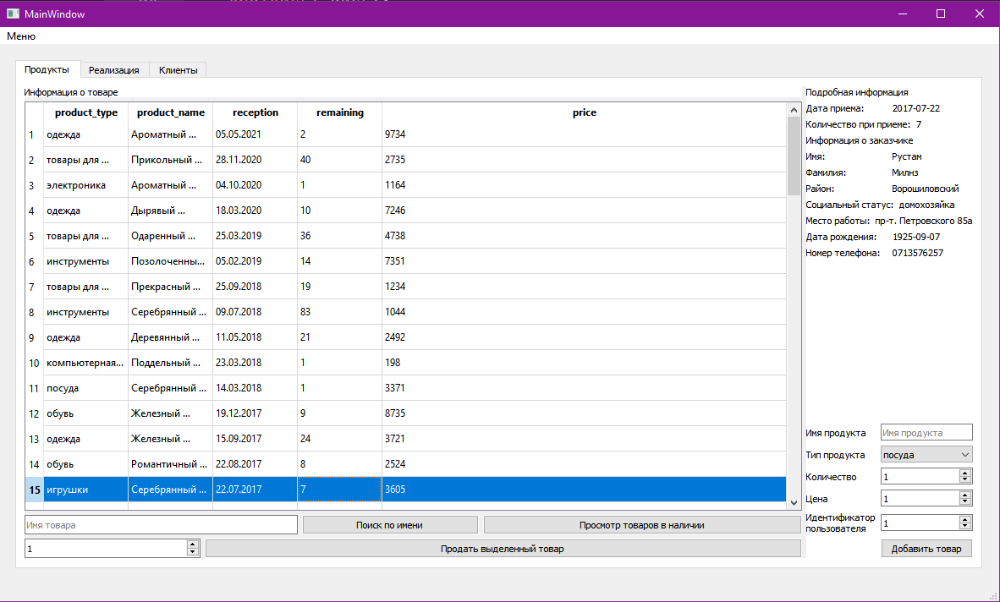 MainWindow
Меню
Продукты Реализация Клиенты
Информация о товаре
product_type product_name reception remaining price
1 одежда Ароматный ... 05.05.2021 2 9734
2 товары для ... Прикольный ... 28.11.2020 40 2735
3 электроника Ароматный ... 04.10.2020 1 1164
4 одежда Дырявый ... 18.03.2020 10 7246
5 товары для ... Одаренный ... 25.03.2019 36 4738
6 инструменты Позолоченны... 05.02.2019 14 7351
7 товары для ... Прекрасный ... 25.09.2018 19 1234
8 инструменты Серебрянный ... 09.07.2018 83 1044
9 одежда Деревянный ... 11.05.2018 21 2492
10 компьютерная... Поддельный ... 23.03.2018 1 198
11 посуда Серебрянный ... 14.03.2018 1 3371
12 обувь Железный ... 19.12.2017 9 8735
13 одежда Железный ... 15.09.2017 24 3721
14 обувь Романтичный ... 22.08.2017 8 2524
15 игрушки Серебрянный ... 22.07.2017 7 3605
Имя товара Поиск по имени Просмотр товаров в наличии
1 Продать выделенный товар
Подробная информация
Дата приема: 2017-07-22
Количество при приеме: 7
Информация о заказчике
Имя: Рустам
Фамилия: Милнз
Район: Ворошиловский
Социальный статус: домохозяйка
Место работы: пр-т. Петровского 85а
Дата рождения: 1925-09-07
Номер телефона: 0713576257
Имя продукта Имя продукта
Тип продукта посуда
Количество 1
Цена 1
Идентификатор
пользователя 1
Добавить товар